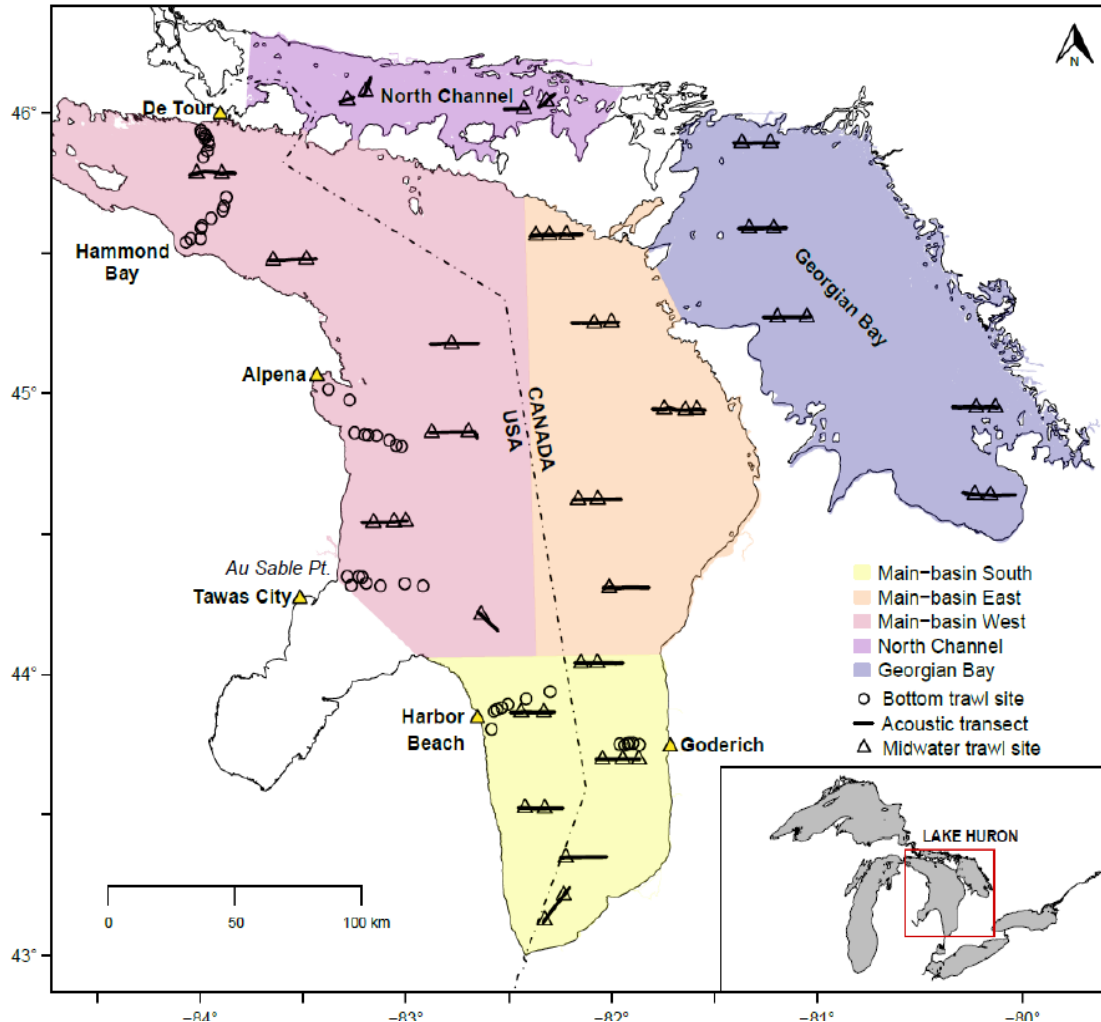 N
North Channel
46°
De Tour
Hammond
Bay
Georgian Bay
45°
Alpena
CANADA
USA
Au Sable Pt.
Tawas City
Main-basin South
Main-basin East
Main-basin West
North Channel
Georgian Bay
Bottom trawl site
Acoustic transect
Midwater trawl site
44°
Harbor
Beach
Goderich
LAKE HURON
0
50
100 km
43°
-84°
-83°
-82°
-81°
-80°